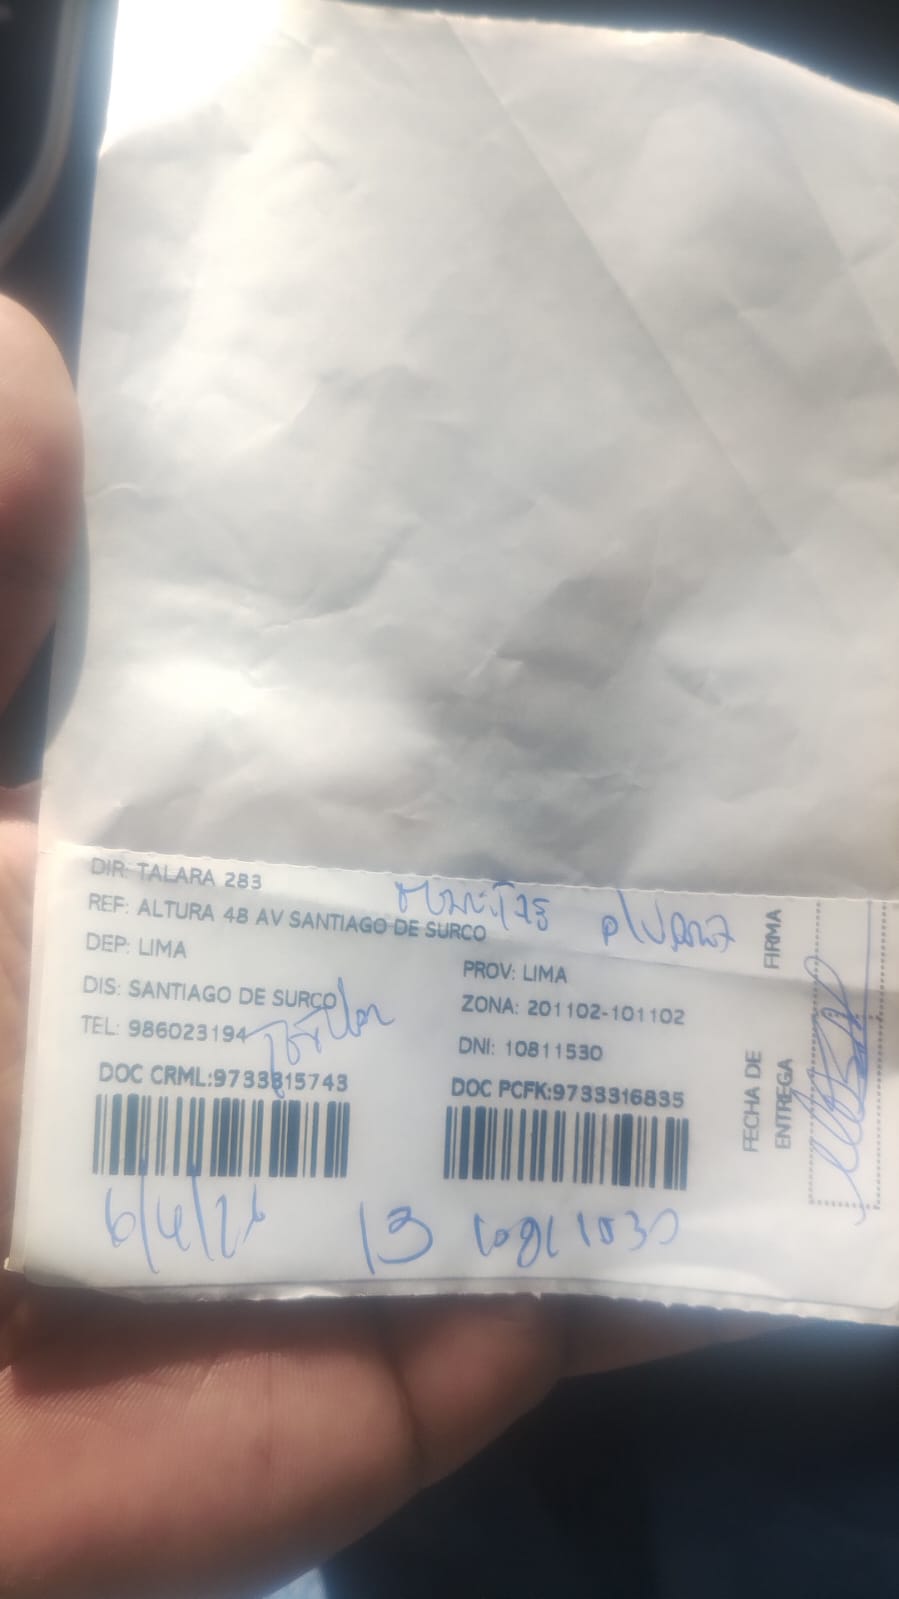 DIR: TALARA 283
REF: ALTURA 48 AV SANTIAGO DE SURCO
DEP: LIMA
PROV: LIMA
DIS: SANTIAGO DE SURCO
ZONA: 201102-101102
TEL: 986023194
DNI: 10811530
DOC CRML:9733315743
DOC PCFK:9733316835
FIRMA
FECHA DE
ENTREGA
13